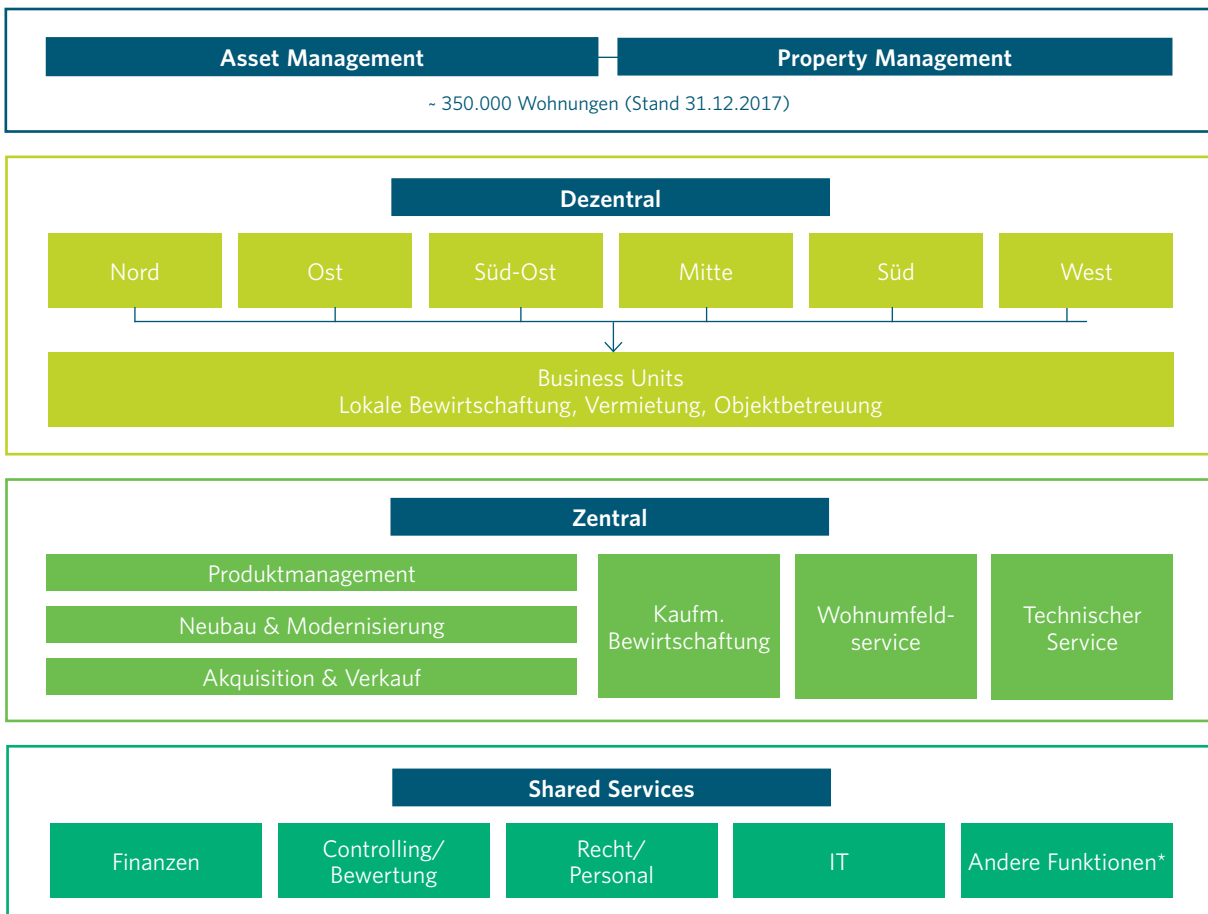 Asset Management
Property Management
~ 350.000 Wohnungen (Stand 31.12.2017)
Dezentral
Nord
Ost
Süd-Ost
Mitte
Süd
West
Business Units
Lokale Bewirtschaftung, Vermietung, Objektbetreuung
Zentral
Produktmanagement
Neubau & Modernisierung
Akquisition & Verkauf
Kaufm.
Bewirtschaftung
Wohnumfeld-
service
Technischer
Service
Shared Services
Finanzen
Controlling/
Bewertung
Recht/
Personal
IT
Andere Funktionen*